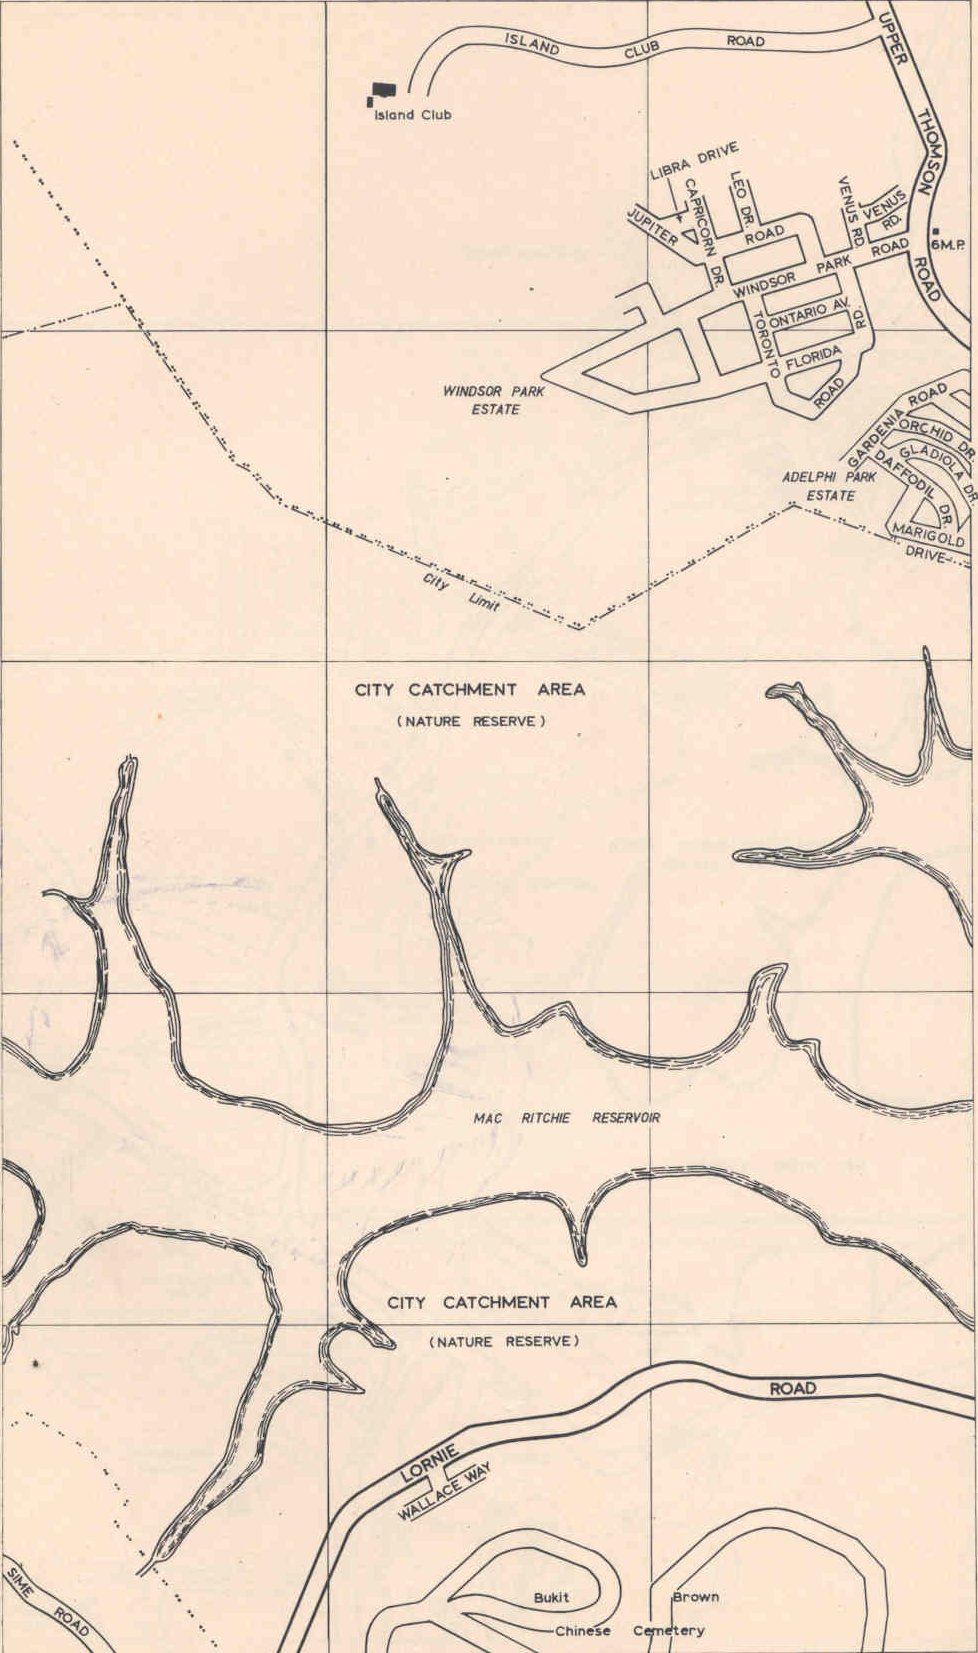 ISLAND CLUB ROAD
UPPER THOMSON ROAD
Island Club
LIBRA DRIVE
CAPRICORN DR.
LEO DR.
JUPITER ROAD
VENUS RD.
VENUS RD.
6M.P.
WINDSOR PARK ROAD
ONTARIO AV.
TORONTO
RD.
FLORIDA ROAD
WINDSOR PARK
ESTATE
GARDENIA ROAD
ORCHID DR.
GLADIOLA DR.
DAFFODIL DR.
ADELPHI PARK
ESTATE
MARIGOLD DRIVE
City Limit
CITY CATCHMENT AREA
(NATURE RESERVE)
MAC RITCHIE RESERVOIR
CITY CATCHMENT AREA
(NATURE RESERVE)
LORNIE ROAD
WALLACE WAY
SIME ROAD
Bukit Brown
Chinese Cemetery